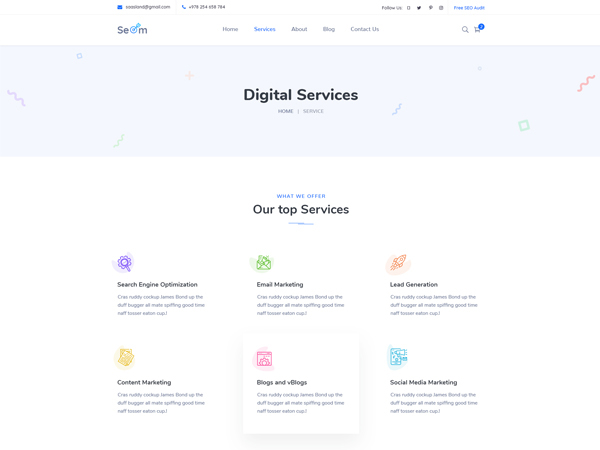 saasland@gmail.com +978 254 658 784 Follow Us: Free SEO Audit
Seom Home Services About Blog Contact Us 2
Digital Services
HOME | SERVICE
WHAT WE OFFER
Our top Services
Search Engine Optimization
Cras ruddy cockup James Bond up the
duff bugger all mate spiffing good time
naff tosser eaton cup.!
Email Marketing
Cras ruddy cockup James Bond up the
duff bugger all mate spiffing good time
naff tosser eaton cup.!
Lead Generation
Cras ruddy cockup James Bond up the
duff bugger all mate spiffing good time
naff tosser eaton cup.!
Content Marketing
Cras ruddy cockup James Bond up the
duff bugger all mate spiffing good time
naff tosser eaton cup.!
Blogs and vBlogs
Cras ruddy cockup James Bond up the
duff bugger all mate spiffing good time
naff tosser eaton cup.!
Social Media Marketing
Cras ruddy cockup James Bond up the
duff bugger all mate spiffing good time
naff tosser eaton cup.!